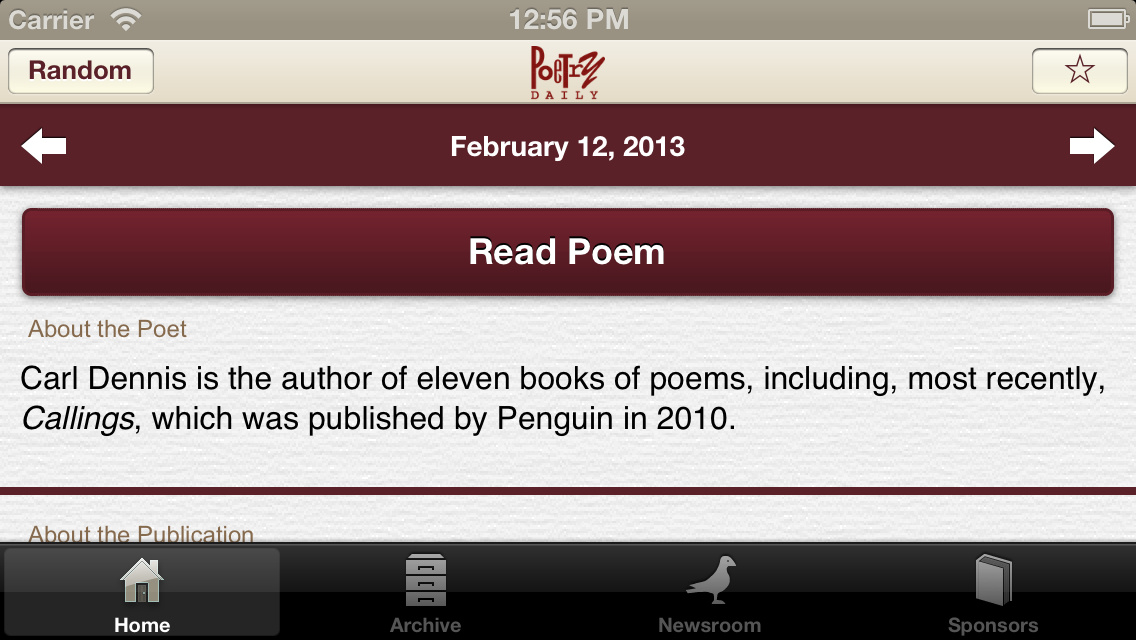 Carrier 12:56 PM
Random Poetry DAILY ☆
February 12, 2013
Read Poem
About the Poet
Carl Dennis is the author of eleven books of poems, including, most recently,
Callings, which was published by Penguin in 2010.
About the Publication
Home Archive Newsroom Sponsors